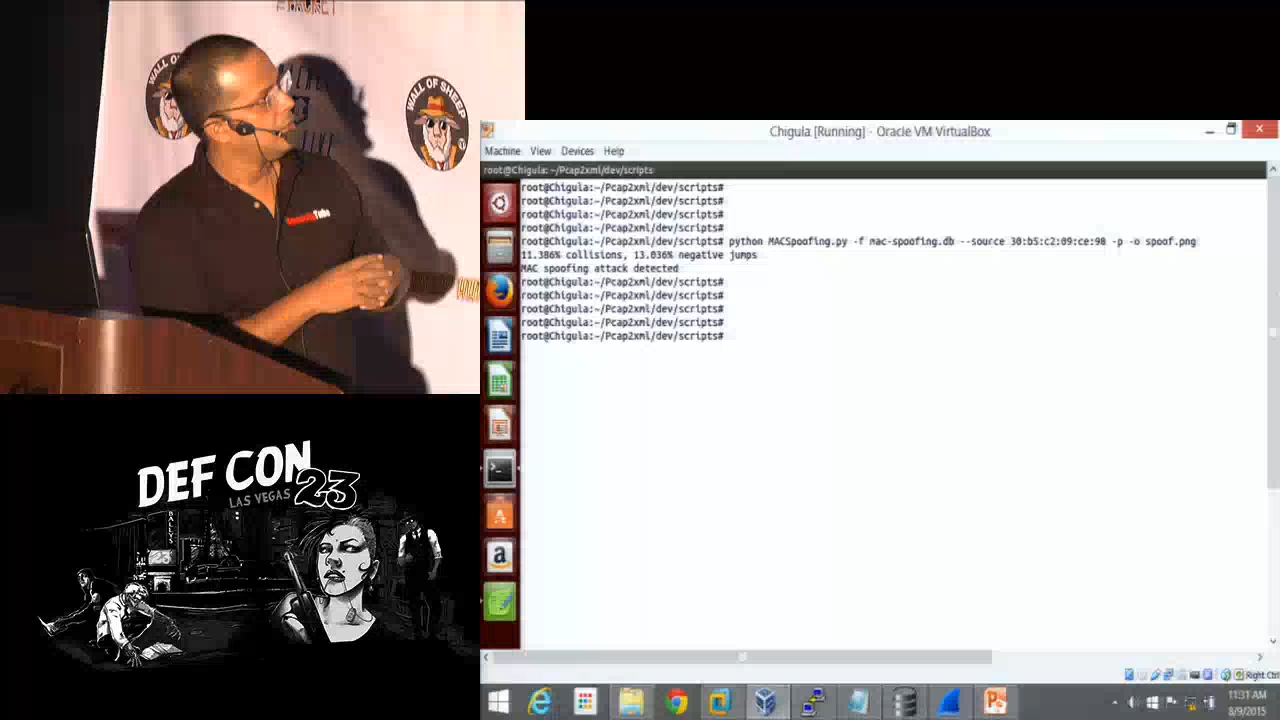 WALL OF SHEEP
WALL OF
Chigula [Running] - Oracle VM VirtualBox
Machine View Devices Help
root@Chigula: ~/Pcap2xml/dev/scripts
root@Chigula:~/Pcap2xml/dev/scripts#
root@Chigula:~/Pcap2xml/dev/scripts#
root@Chigula:~/Pcap2xml/dev/scripts#
root@Chigula:~/Pcap2xml/dev/scripts#
root@Chigula:~/Pcap2xml/dev/scripts# python MACSpoofing.py -f mac-spoofing.db --source 30:b5:c2:09:ce:98 -p -o spoof.png
11.386% collisions, 13.036% negative jumps
MAC spoofing attack detected
root@Chigula:~/Pcap2xml/dev/scripts#
root@Chigula:~/Pcap2xml/dev/scripts#
root@Chigula:~/Pcap2xml/dev/scripts#
root@Chigula:~/Pcap2xml/dev/scripts#
root@Chigula:~/Pcap2xml/dev/scripts#
DEF CON
23
LAS VEGAS
BALLYS
Right Ctrl
11:31 AM
8/9/2015